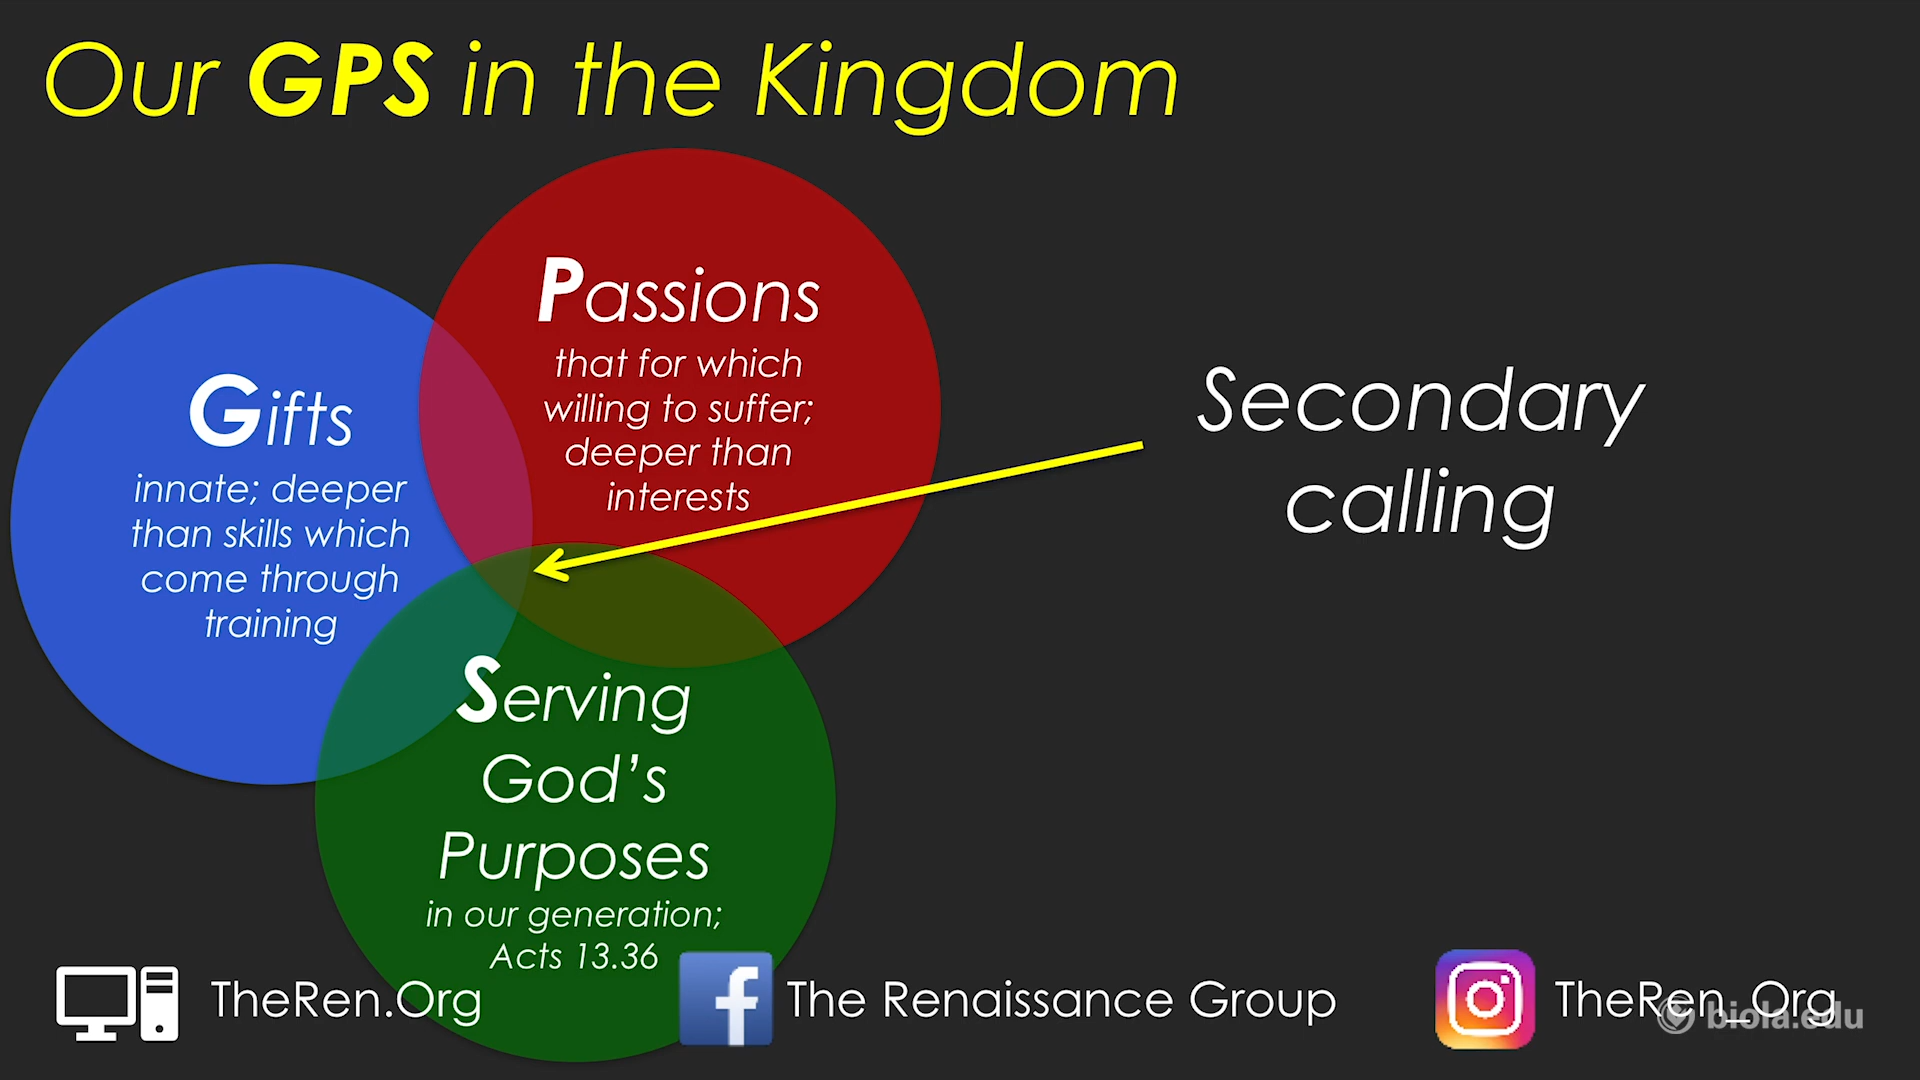 Our GPS in the Kingdom
Passions
that for which
willing to suffer;
deeper than
interests
Gifts
innate; deeper
than skills which
come through
training
Secondary
calling
Serving
God's
Purposes
in our generation;
Acts 13.36
TheRen.Org
The Renaissance Group
TheRen_Org
biola.edu